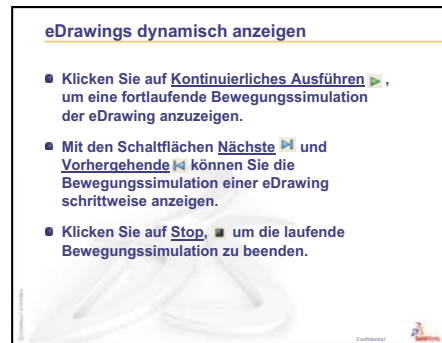 eDrawings dynamisch anzeigen
Klicken Sie auf Kontinuierliches Ausführen ,
um eine fortlaufende Bewegungssimulation
der eDrawing anzuzeigen.
Mit den Schaltflächen Nächste und
Vorhergehende können Sie die
Bewegungssimulation einer eDrawing
schrittweise anzeigen.
Klicken Sie auf Stop, um die laufende
Bewegungssimulation zu beenden.
Confidential
SolidWorks